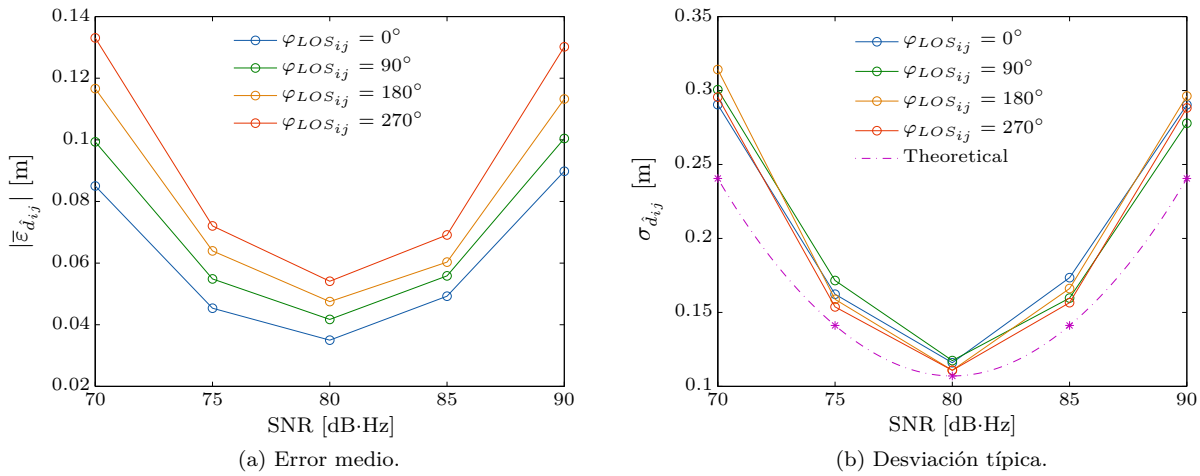 0.14
0.12
0.1
0.08
0.06
0.04
0.02
70 75 80 85 90
|ε̅_{d̂_{ij}}| [m]
SNR [dB·Hz]
φ_{LOS_{ij}} = 0°
φ_{LOS_{ij}} = 90°
φ_{LOS_{ij}} = 180°
φ_{LOS_{ij}} = 270°
(a) Error medio.
0.35
0.3
0.25
0.2
0.15
0.1
70 75 80 85 90
σ_{d̂_{ij}} [m]
SNR [dB·Hz]
φ_{LOS_{ij}} = 0°
φ_{LOS_{ij}} = 90°
φ_{LOS_{ij}} = 180°
φ_{LOS_{ij}} = 270°
Theoretical
(b) Desviación típica.